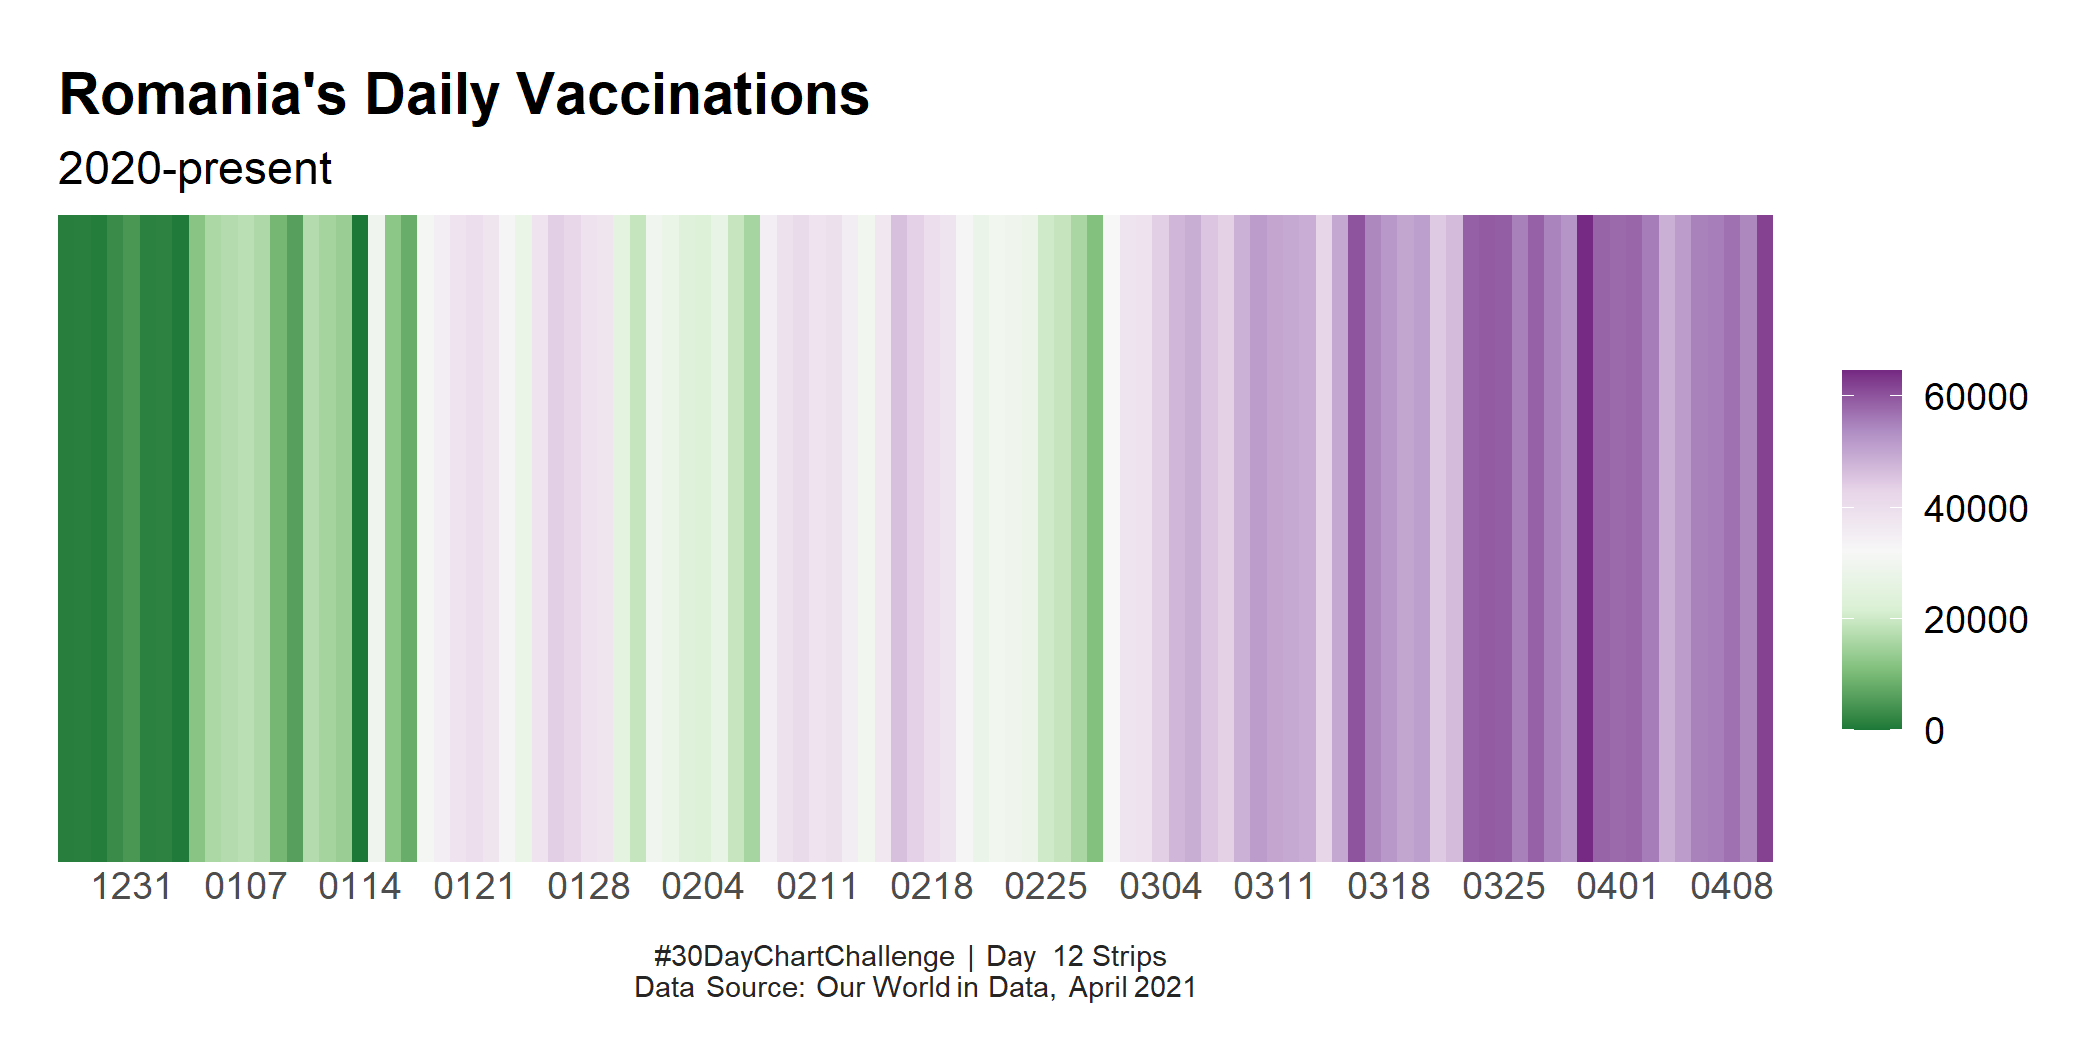 Romania's Daily Vaccinations
2020-present
60000
40000
20000
0
1231 0107 0114 0121 0128 0204 0211 0218 0225 0304 0311 0318 0325 0401 0408
#30DayChartChallenge | Day 12 Strips
Data Source: Our World in Data, April 2021